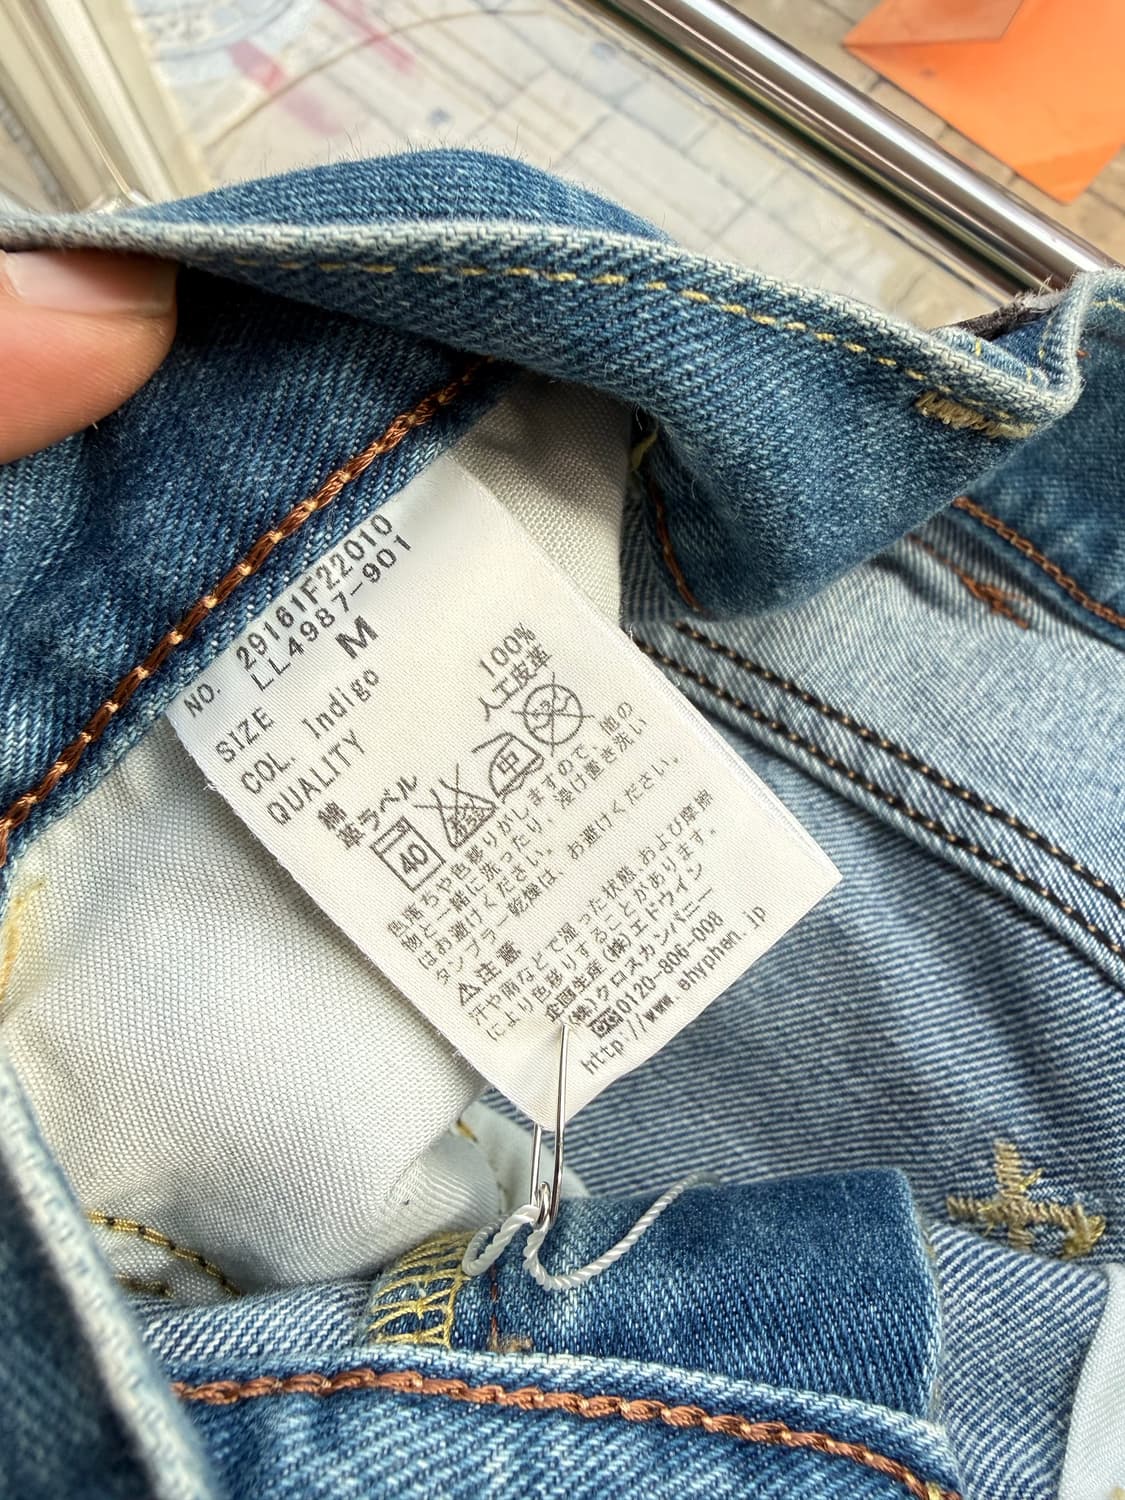 NO. 29161F22010
LL4987-901
SIZE M
COL. Indigo
QUALITY
綿 100%
革ラベル 人工皮革
40 中
色落ちや色移りがしますので、他の
物と一緒に洗ったり、浸け置き洗い
はお避けください。
タンブラー乾燥は、お避けください。
⚠注意
汗や雨などで湿った状態、および摩擦
により色移りすることがあります。
企画生産 (株)エドウイン
(株)クロスカンパニー
0120-806-008
http://www.ehyphen.jp